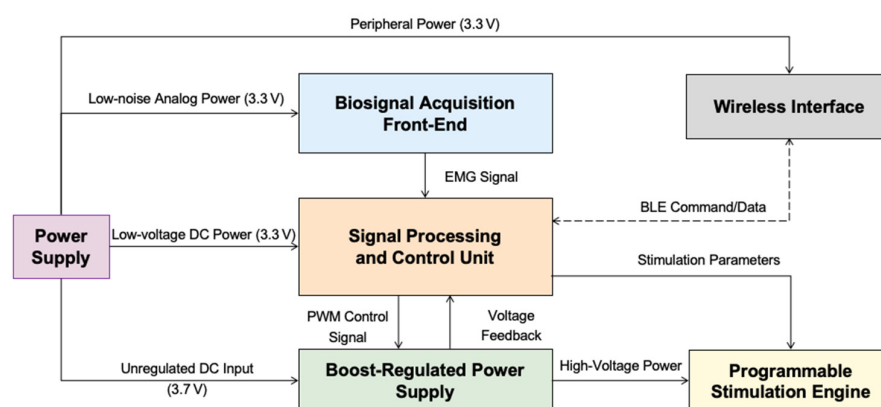 Peripheral Power (3.3 V)
Low-noise Analog Power (3.3 V)
Biosignal Acquisition
Front-End
Wireless Interface
EMG Signal
BLE Command/Data
Power
Supply
Low-voltage DC Power (3.3 V)
Signal Processing
and Control Unit
Stimulation Parameters
PWM Control
Signal
Voltage
Feedback
Unregulated DC Input
(3.7 V)
Boost-Regulated Power
Supply
High-Voltage Power
Programmable
Stimulation Engine